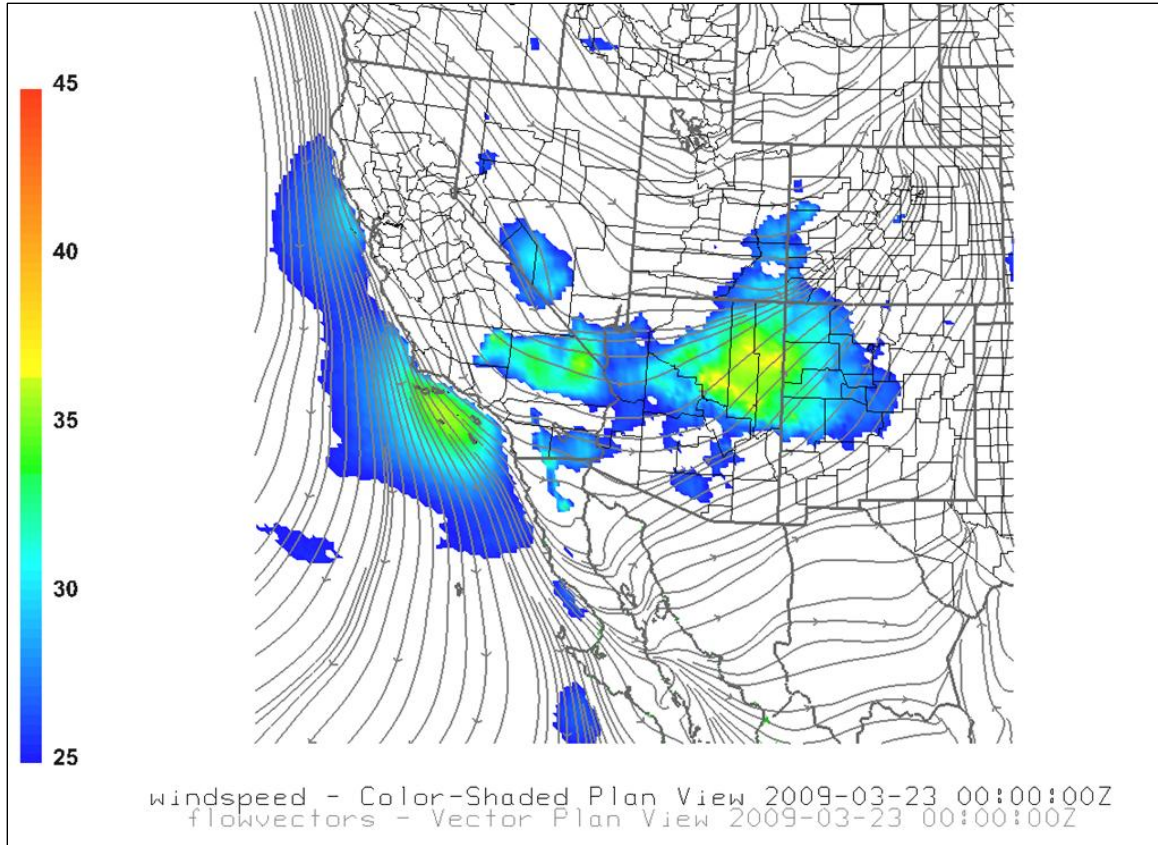 45
40
35
30
25
windspeed - Color-Shaded Plan View 2009-03-23 00:00:00Z
flowvectors - Vector Plan View 2009-03-23 00:00:00Z